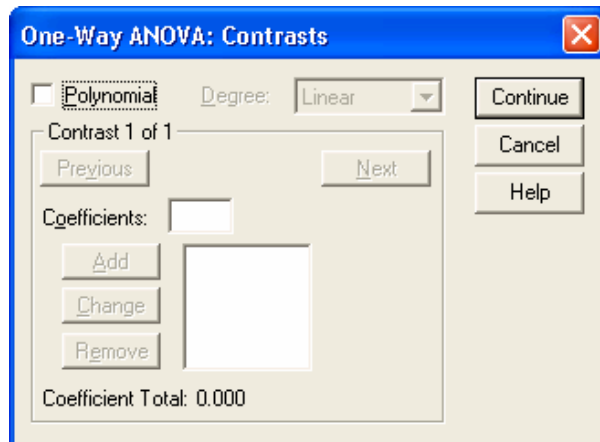 One-Way ANOVA: Contrasts
Polynomial Degree: Linear Continue
Contrast 1 of 1
Cancel
Previous Next
Help
Coefficients:
Add
Change
Remove
Coefficient Total: 0.000